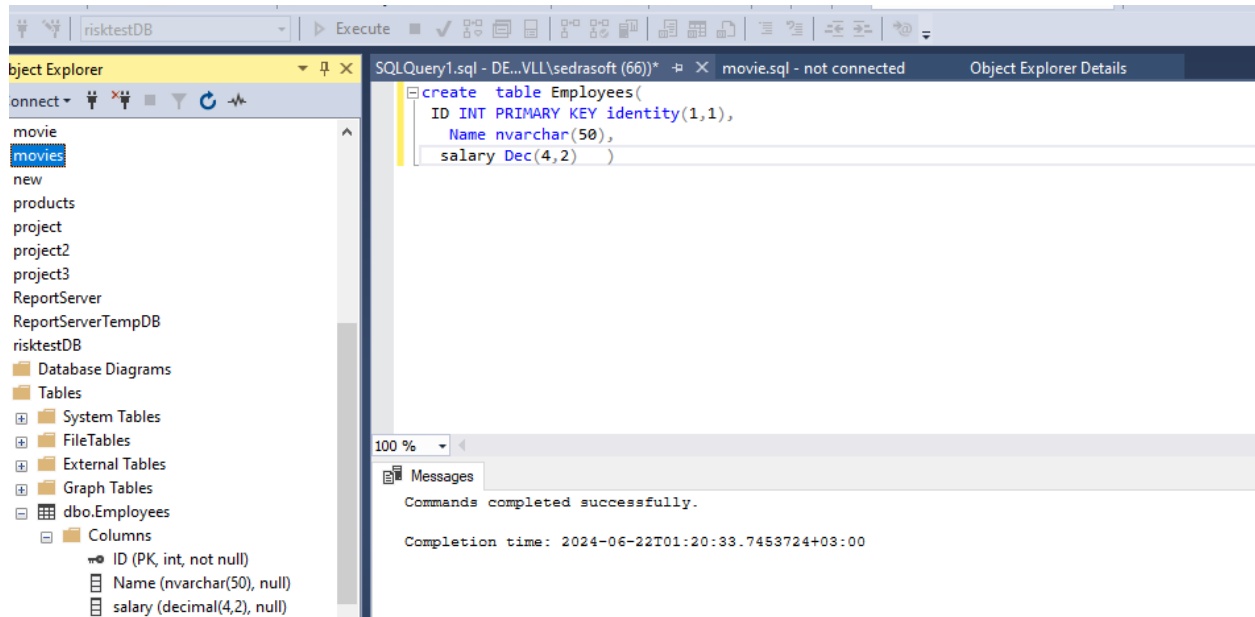 risktestDB
Execute
bject Explorer
onnect
movie
movies
new
products
project
project2
project3
ReportServer
ReportServerTempDB
risktestDB
Database Diagrams
Tables
System Tables
FileTables
External Tables
Graph Tables
dbo.Employees
Columns
ID (PK, int, not null)
Name (nvarchar(50), null)
salary (decimal(4,2), null)
SQLQuery1.sql - DE...VLL\sedrasoft (66))* movie.sql - not connected Object Explorer Details
create  table Employees(
ID INT PRIMARY KEY identity(1,1),
Name nvarchar(50),
salary Dec(4,2)   )
100 %
Messages
Commands completed successfully.
Completion time: 2024-06-22T01:20:33.7453724+03:00